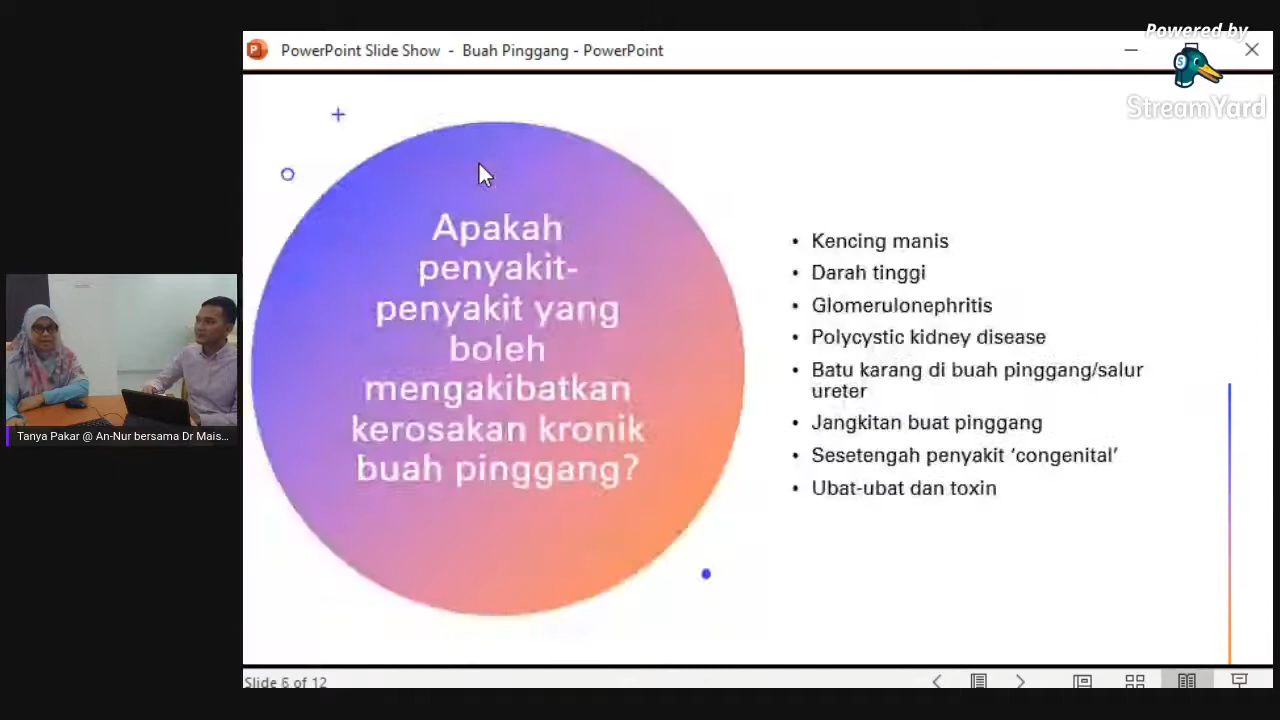 Powered by
StreamYard
PowerPoint Slide Show - Buah Pinggang - PowerPoint
Apakah
penyakit-
penyakit yang
boleh
mengakibatkan
kerosakan kronik
buah pinggang?
• Kencing manis
• Darah tinggi
• Glomerulonephritis
• Polycystic kidney disease
• Batu karang di buah pinggang/salur
ureter
• Jangkitan buat pinggang
• Sesetengah penyakit ‘congenital’
• Ubat-ubat dan toxin
Tanya Pakar @ An-Nur bersama Dr Mais...
Slide 6 of 12